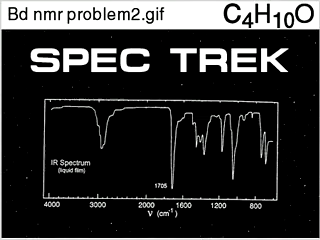 Bd nmr problem2.gif C₄H₁₀O
SPEC TREK
IR Spectrum
(liquid film)
1705
4000 3000 2000 1600 1200 800
V (cm⁻¹)